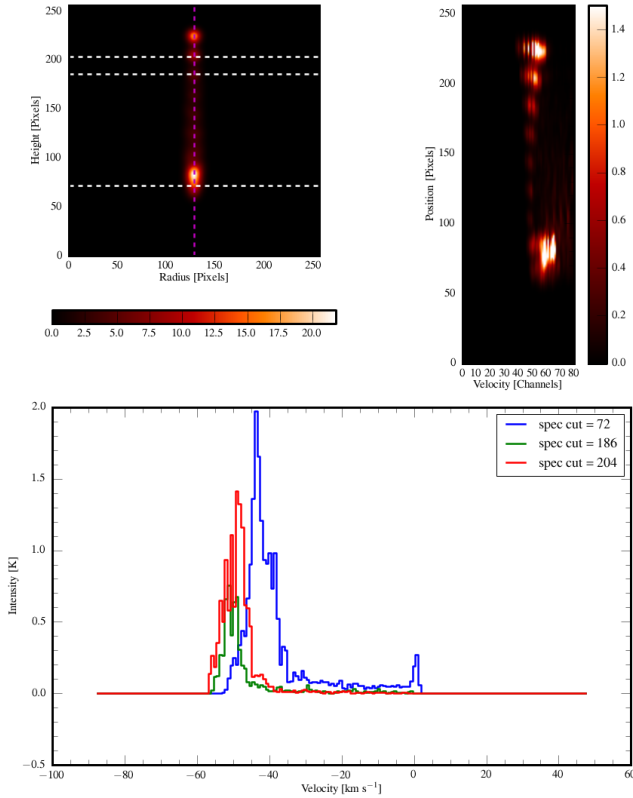 250
200
150
100
50
0
Height [Pixels]
0 50 100 150 200 250
Radius [Pixels]
0.0 2.5 5.0 7.5 10.0 12.5 15.0 17.5 20.0
250
200
150
100
50
0
Position [Pixels]
0 10 20 30 40 50 60 70 80
Velocity [Channels]
1.4
1.2
1.0
0.8
0.6
0.4
0.2
0.0
2.0
1.5
1.0
0.5
0.0
−0.5
Intensity [K]
spec cut = 72
spec cut = 186
spec cut = 204
−100 −80 −60 −40 −20 0 20 40 60
Velocity [km s⁻¹]